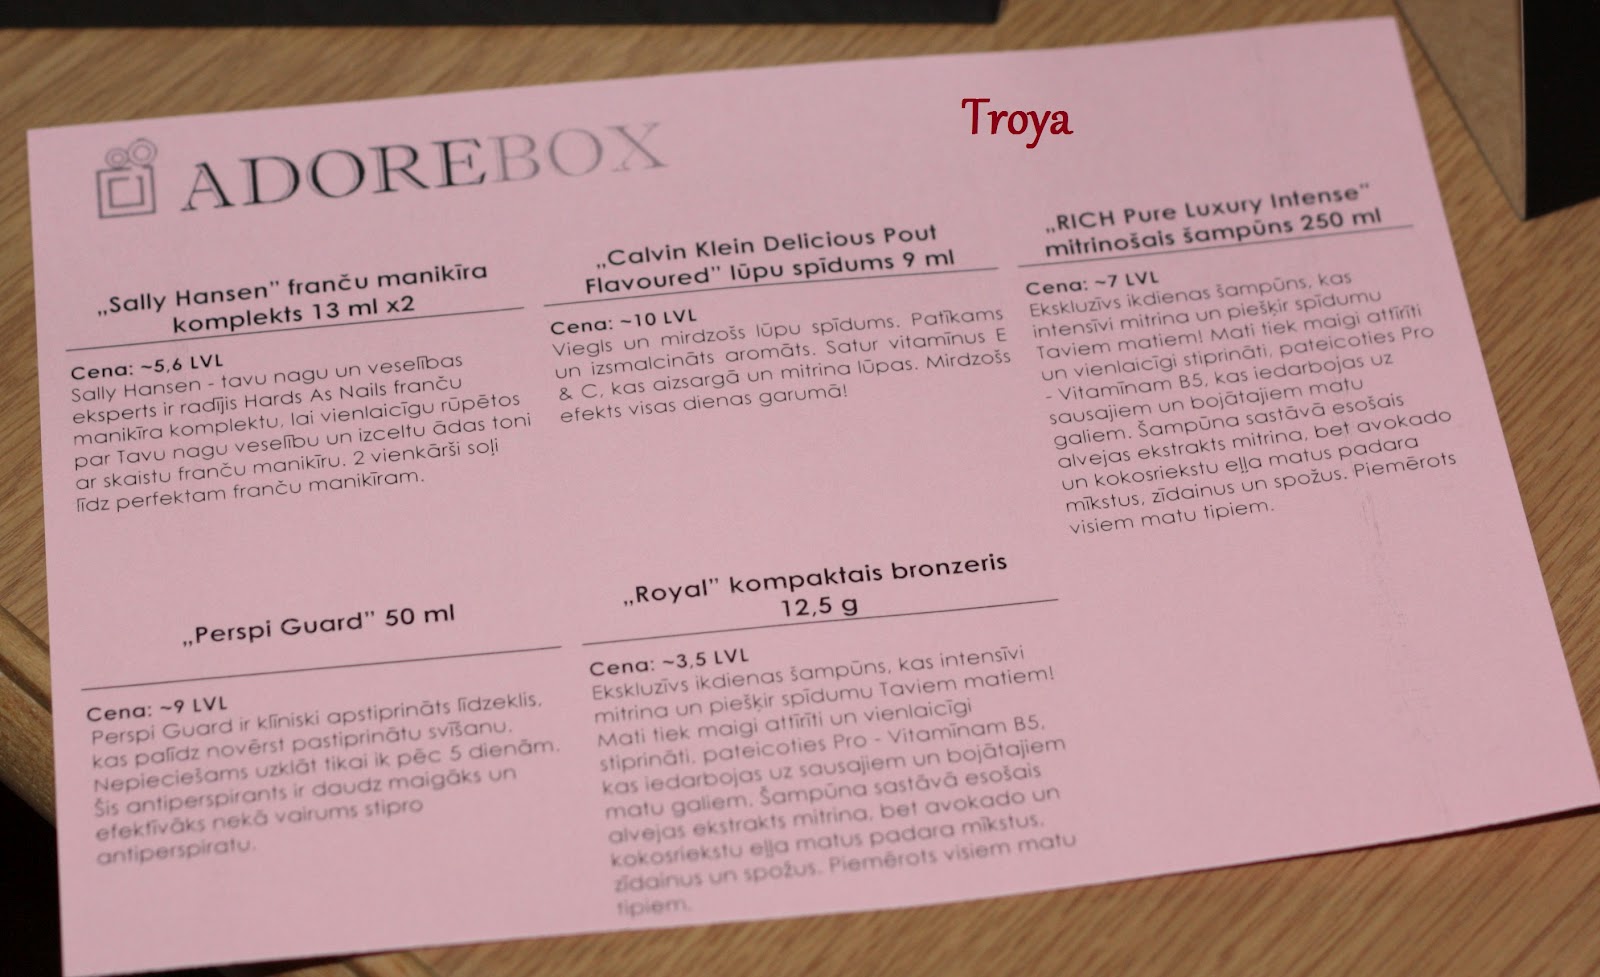 Troya
ADOREBOX
„Sally Hansen” franču manikīra
komplekts 13 ml x2
Cena: ~5,6 LVL
Sally Hansen - tavu nagu un veselības
eksperts ir radījis Hards As Nails franču
manikīra komplektu, lai vienlaicīgu rūpētos
par Tavu nagu veselību un izceltu ādas toni
ar skaistu franču manikīru. 2 vienkārši soļi
līdz perfektam franču manikīram.
„Calvin Klein Delicious Pout
Flavoured” lūpu spīdums 9 ml
Cena: ~10 LVL
Viegls un mirdzošs lūpu spīdums. Patīkams
un izsmalcināts aromāts. Satur vitamīnus E
& C, kas aizsargā un mitrina lūpas. Mirdzošs
efekts visas dienas garumā!
„RICH Pure Luxury Intense”
mitrinošais šampūns 250 ml
Cena: ~7 LVL
Ekskluzīvs ikdienas šampūns, kas
intensīvi mitrina un piešķir spīdumu
Taviem matiem! Mati tiek maigi attīrīti
un vienlaicīgi stiprināti, pateicoties Pro
- Vitamīnam B5, kas iedarbojas uz
sausajiem un bojātajiem matu
galiem. Šampūna sastāvā esošais
alvejas ekstrakts mitrina, bet avokado
un kokosriekstu eļļa matus padara
mīkstus, zīdainus un spožus. Piemērots
visiem matu tipiem.
„Perspi Guard” 50 ml
Cena: ~9 LVL
Perspi Guard ir klīniski apstiprināts līdzeklis,
kas palīdz novērst pastiprinātu svīšanu.
Nepieciešams uzklāt tikai ik pēc 5 dienām.
Šis antiperspirants ir daudz maigāks un
efektīvāks nekā vairums stipro
antiperspiratu.
„Royal” kompaktais bronzeris
12,5 g
Cena: ~3,5 LVL
Ekskluzīvs ikdienas šampūns, kas intensīvi
mitrina un piešķir spīdumu Taviem matiem!
Mati tiek maigi attīrīti un vienlaicīgi
stiprināti, pateicoties Pro - Vitamīnam B5,
kas iedarbojas uz sausajiem un bojātajiem
matu galiem. Šampūna sastāvā esošais
alvejas ekstrakts mitrina, bet avokado un
kokosriekstu eļļa matus padara mīkstus,
zīdainus un spožus. Piemērots visiem matu
tipiem.